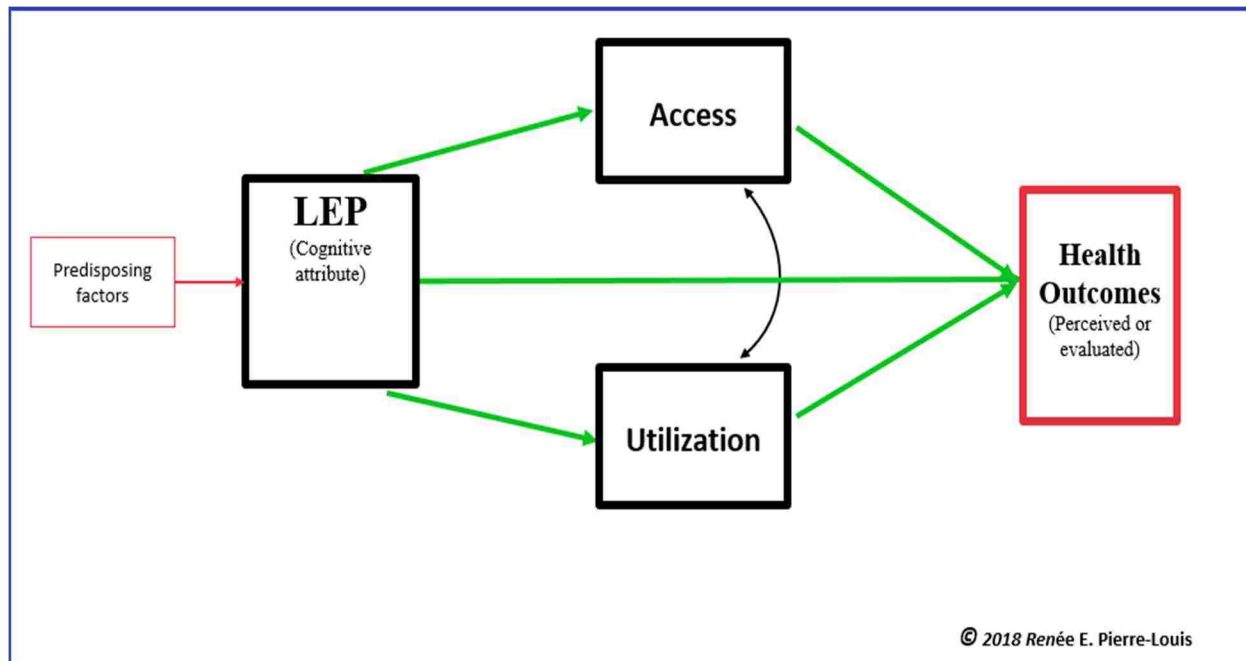 Access
LEP
(Cognitive
attribute)
Predisposing
factors
Health
Outcomes
(Perceived or
evaluated)
Utilization
© 2018 Renée E. Pierre-Louis